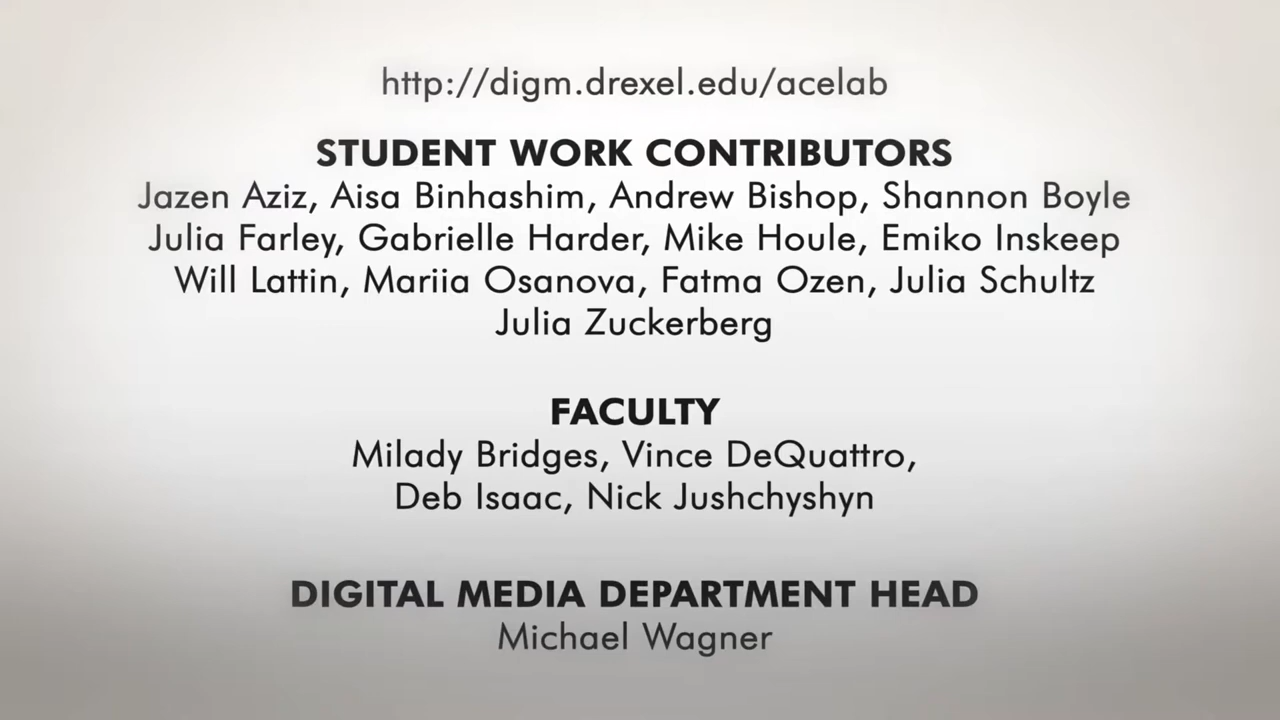 http://digm.drexel.edu/acelab
STUDENT WORK CONTRIBUTORS
Jazen Aziz, Aisa Binhashim, Andrew Bishop, Shannon Boyle
Julia Farley, Gabrielle Harder, Mike Houle, Emiko Inskeep
Will Lattin, Mariia Osanova, Fatma Ozen, Julia Schultz
Julia Zuckerberg
FACULTY
Milady Bridges, Vince DeQuattro,
Deb Isaac, Nick Jushchyshyn
DIGITAL MEDIA DEPARTMENT HEAD
Michael Wagner